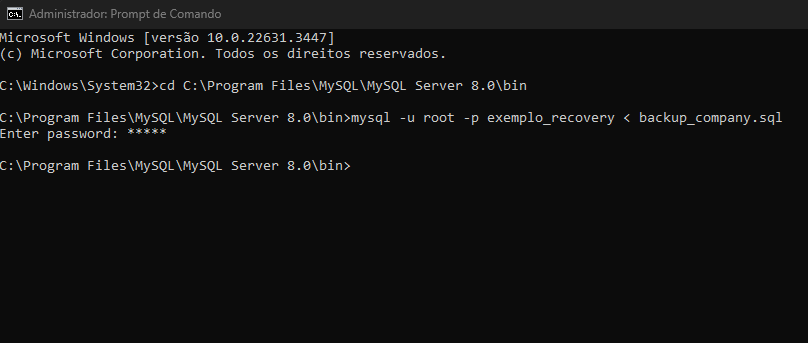 Administrador: Prompt de Comando
Microsoft Windows [versão 10.0.22631.3447]
(c) Microsoft Corporation. Todos os direitos reservados.
C:\Windows\System32>cd C:\Program Files\MySQL\MySQL Server 8.0\bin
C:\Program Files\MySQL\MySQL Server 8.0\bin>mysql -u root -p exemplo_recovery < backup_company.sql
Enter password: *****
C:\Program Files\MySQL\MySQL Server 8.0\bin>